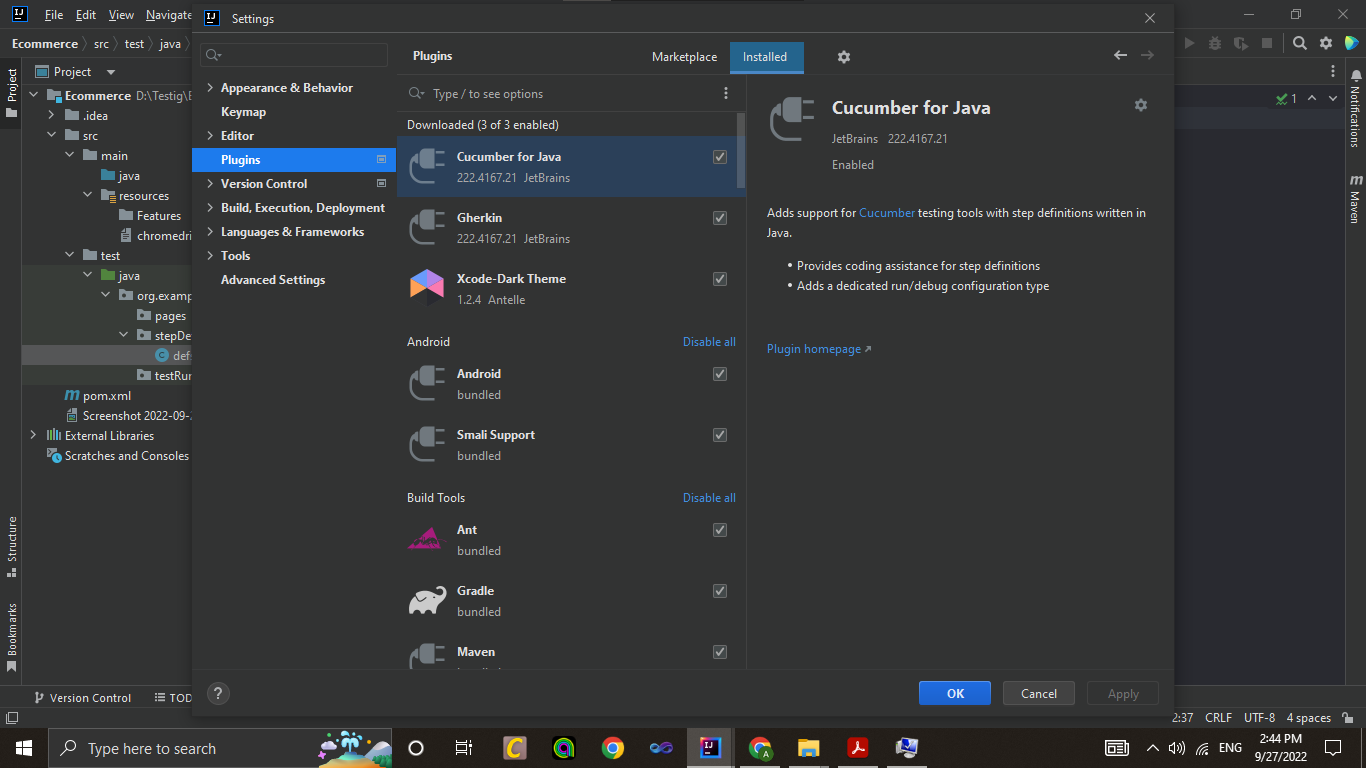 File Edit View Navigate
Settings
Ecommerce src test java
Project
Ecommerce D:\Testig\
.idea
src
main
java
resources
Features
chromedri
test
java
org.examp
pages
stepDe
def
testRur
pom.xml
Screenshot 2022-09-
External Libraries
Scratches and Consoles
Project
Structure
Bookmarks
Appearance & Behavior
Keymap
Editor
Plugins
Version Control
Build, Execution, Deployment
Languages & Frameworks
Tools
Advanced Settings
Plugins
Marketplace
Installed
Type / to see options
Downloaded (3 of 3 enabled)
Cucumber for Java
222.4167.21 JetBrains
Gherkin
222.4167.21 JetBrains
Xcode-Dark Theme
1.2.4 Antelle
Android Disable all
Android
bundled
Smali Support
bundled
Build Tools Disable all
Ant
bundled
Gradle
bundled
Maven
Cucumber for Java
JetBrains 222.4167.21
Enabled
Adds support for Cucumber testing tools with step definitions written in
Java.
• Provides coding assistance for step definitions
• Adds a dedicated run/debug configuration type
Plugin homepage
1
Notifications
Maven
?
OK
Cancel
Apply
Version Control
TOD
2:37 CRLF UTF-8 4 spaces
Type here to search
ENG
2:44 PM
9/27/2022